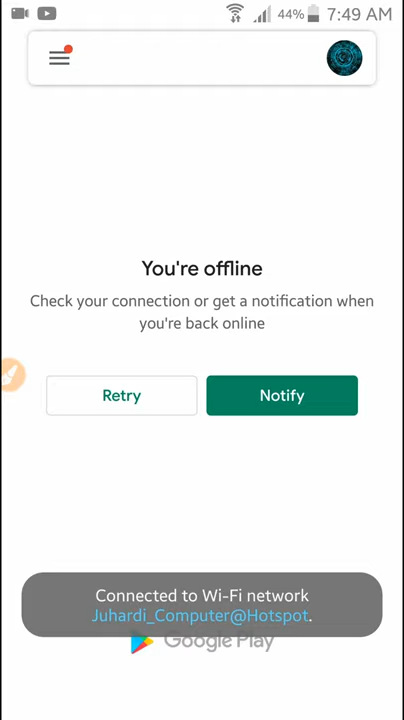 44% 7:49 AM
You're offline
Check your connection or get a notification when
you're back online
Retry
Notify
Connected to Wi-Fi network
Juhardi_Computer@Hotspot.
Google Play